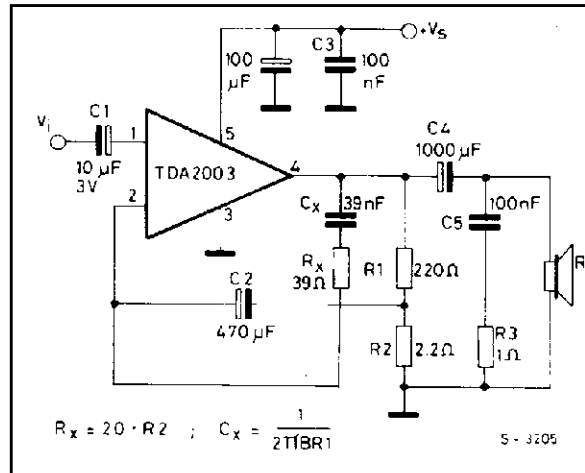 +Vs
C3
100 µF
100 nF
Vi
C1
10 µF
3V
1
2
5
4
3
TDA2003
C4
1000 µF
Cx
39nF
100nF
C5
Rx
39Ω
R1
220Ω
C2
470 µF
R2
2.2Ω
R3
1Ω
R
Rx = 20 · R2 ; Cx = 1 / 2πBR1
S - 3205